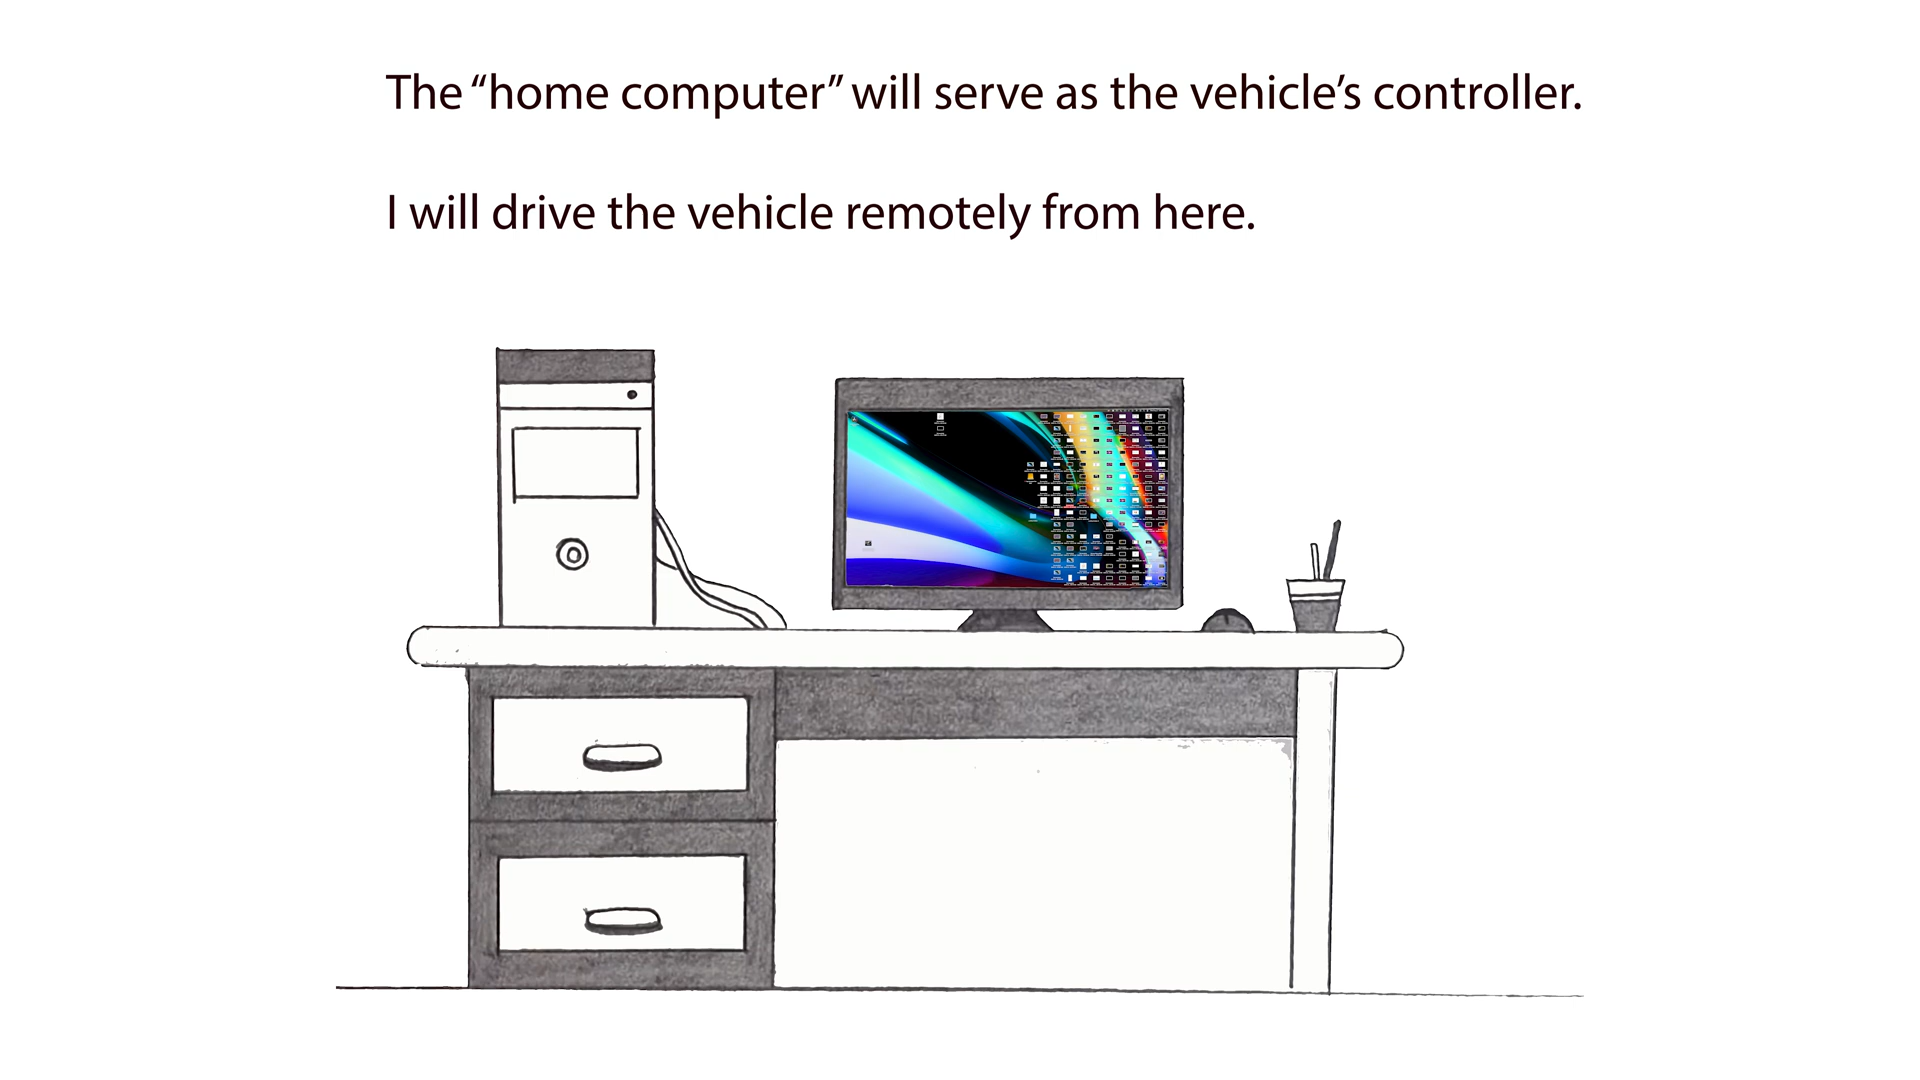 The “home computer” will serve as the vehicle’s controller.
I will drive the vehicle remotely from here.